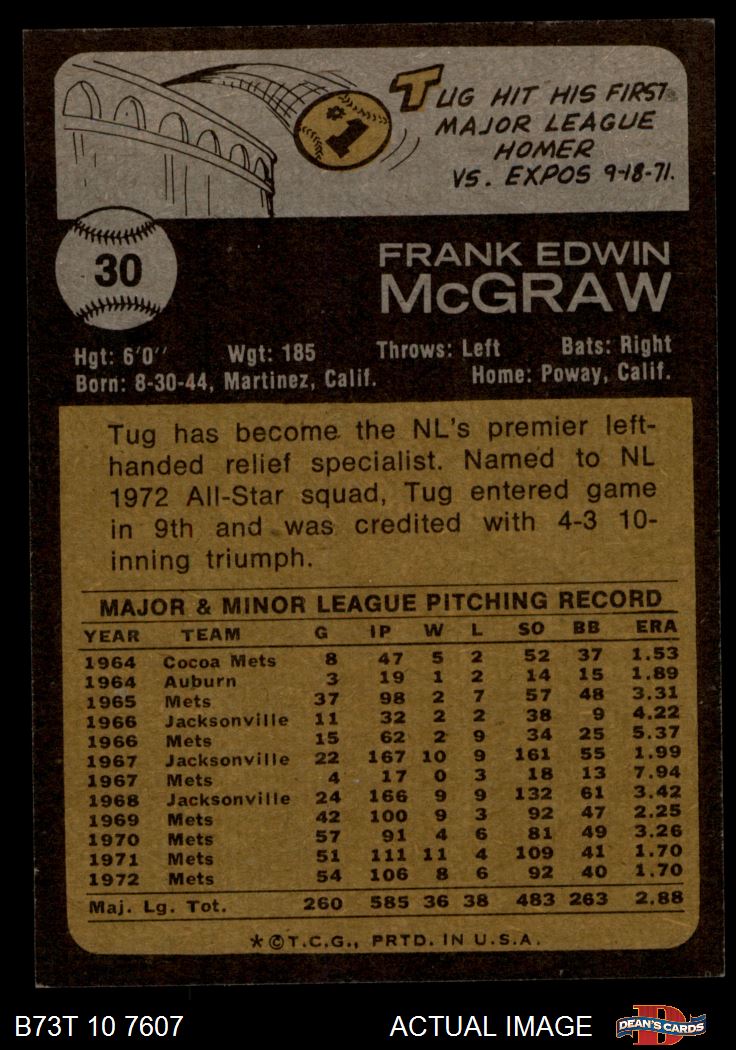 #1
TUG HIT HIS FIRST
MAJOR LEAGUE
HOMER
VS. EXPOS 9-18-71.
30
FRANK EDWIN
McGRAW
Hgt: 6'0" Wgt: 185 Throws: Left Bats: Right
Born: 8-30-44, Martinez, Calif. Home: Poway, Calif.
Tug has become the NL's premier left-
handed relief specialist. Named to NL
1972 All-Star squad, Tug entered game
in 9th and was credited with 4-3 10-
inning triumph.
MAJOR & MINOR LEAGUE PITCHING RECORD
YEAR TEAM G IP W L SO BB ERA
1964 Cocoa Mets 8 47 5 2 52 37 1.53
1964 Auburn 3 19 1 2 14 15 1.89
1965 Mets 37 98 2 7 57 48 3.31
1966 Jacksonville 11 32 2 2 38 9 4.22
1966 Mets 15 62 2 9 34 25 5.37
1967 Jacksonville 22 167 10 9 161 55 1.99
1967 Mets 4 17 0 3 18 13 7.94
1968 Jacksonville 24 166 9 9 132 61 3.42
1969 Mets 42 100 9 3 92 47 2.25
1970 Mets 57 91 4 6 81 49 3.26
1971 Mets 51 111 11 4 109 41 1.70
1972 Mets 54 106 8 6 92 40 1.70
Maj. Lg. Tot. 260 585 36 38 483 263 2.88
*©T.C.G., PRTD. IN U.S.A.
B73T 10 7607 ACTUAL IMAGE DEAN'S CARDS